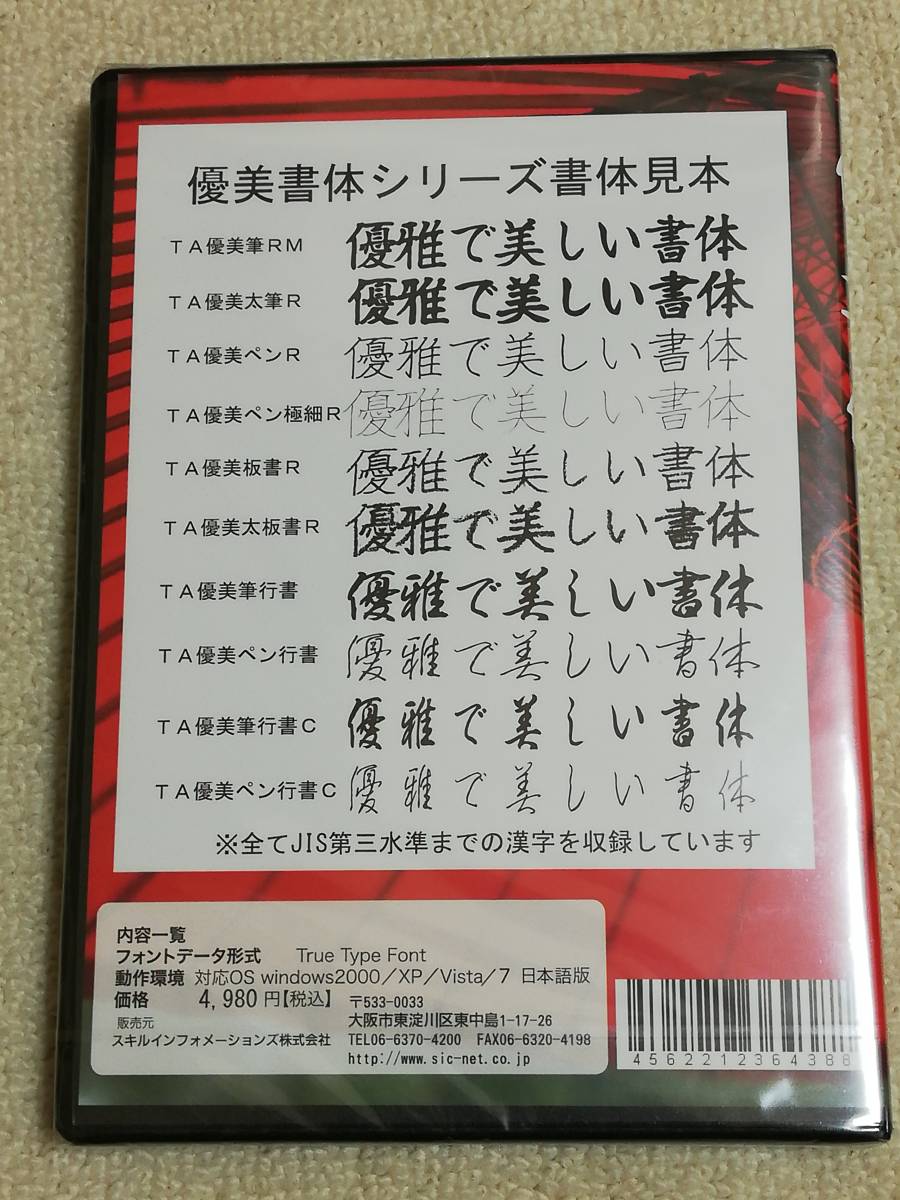 優美書体シリーズ書体見本
TA優美筆RM 優雅で美しい書体
TA優美太筆R 優雅で美しい書体
TA優美ペンR 優雅で美しい書体
TA優美ペン極細R 優雅で美しい書体
TA優美板書R 優雅で美しい書体
TA優美太板書R 優雅で美しい書体
TA優美筆行書 優雅で美しい書体
TA優美ペン行書 優雅で美しい書体
TA優美筆行書C 優雅で美しい書体
TA優美ペン行書C 優雅で美しい書体
※全てJIS第三水準までの漢字を収録しています
内容一覧
フォントデータ形式 True Type Font
動作環境 対応OS windows2000/XP/Vista/7 日本語版
価格 4,980円【税込】
販売元
スキルインフォメーションズ株式会社
〒533-0033
大阪市東淀川区東中島1-17-26
TEL06-6370-4200 FAX06-6320-4198
http://www.sic-net.co.jp
4562212364388